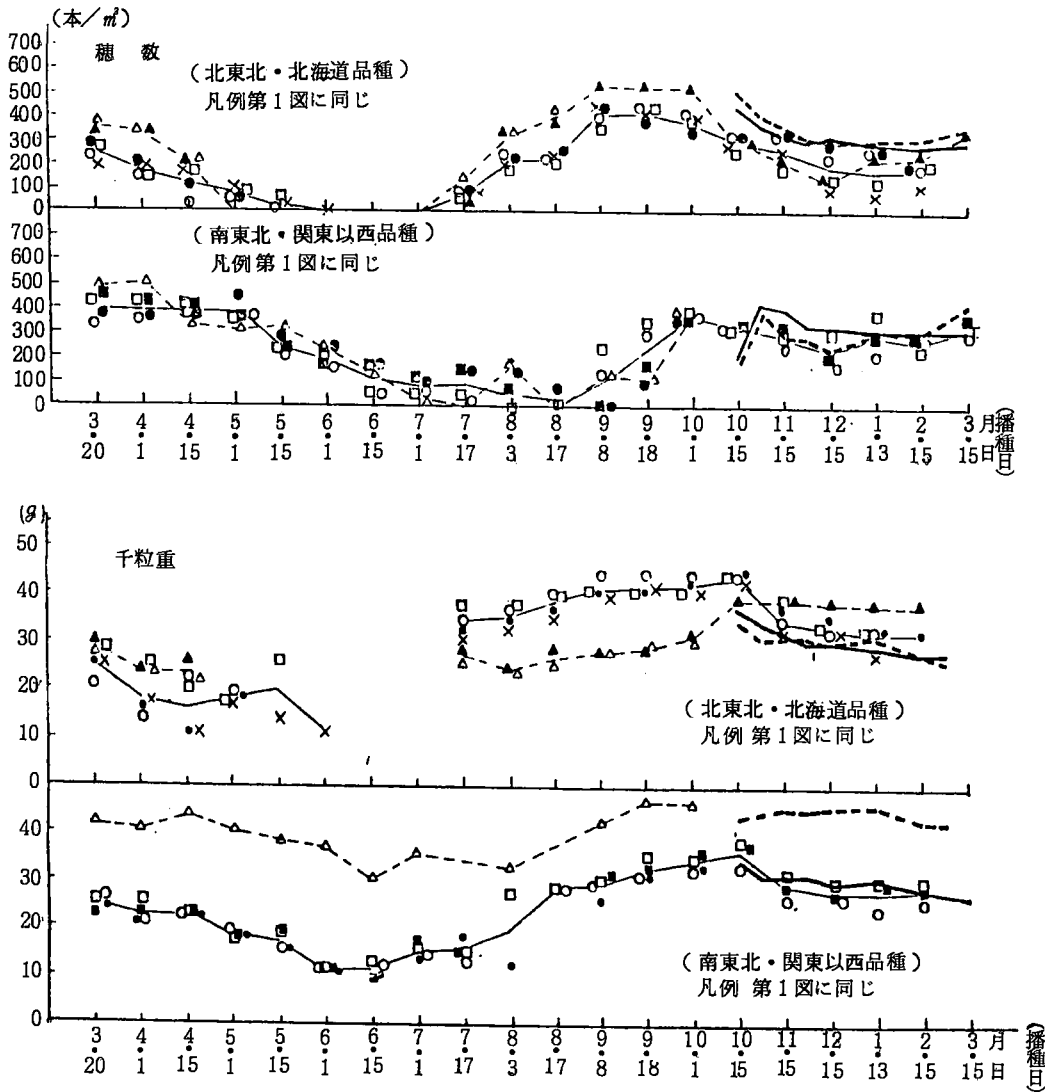 (本/㎡)
700
600
500
400
300
200
100
0
穂 数
(北東北・北海道品種)
凡例第1図に同じ
700
600
500
400
300
200
100
0
(南東北・関東以西品種)
凡例第1図に同じ
3・20 4・1 4・15 5・1 5・15 6・1 6・15 7・1 7・17 8・3 8・17 9・8 9・18 10・1 10・15 11・15 12・15 1・13 2・15 3・15 月日(播種日)
(g)
50
40
30
20
10
0
千粒重
(北東北・北海道品種)
凡例 第1図に同じ
40
30
20
10
0
(南東北・関東以西品種)
凡例 第1図に同じ
3・20 4・1 4・15 5・1 5・15 6・1 6・15 7・1 7・17 8・3 8・17 9・8 9・18 10・1 10・15 11・15 12・15 1・13 2・15 3・15 月日(播種日)